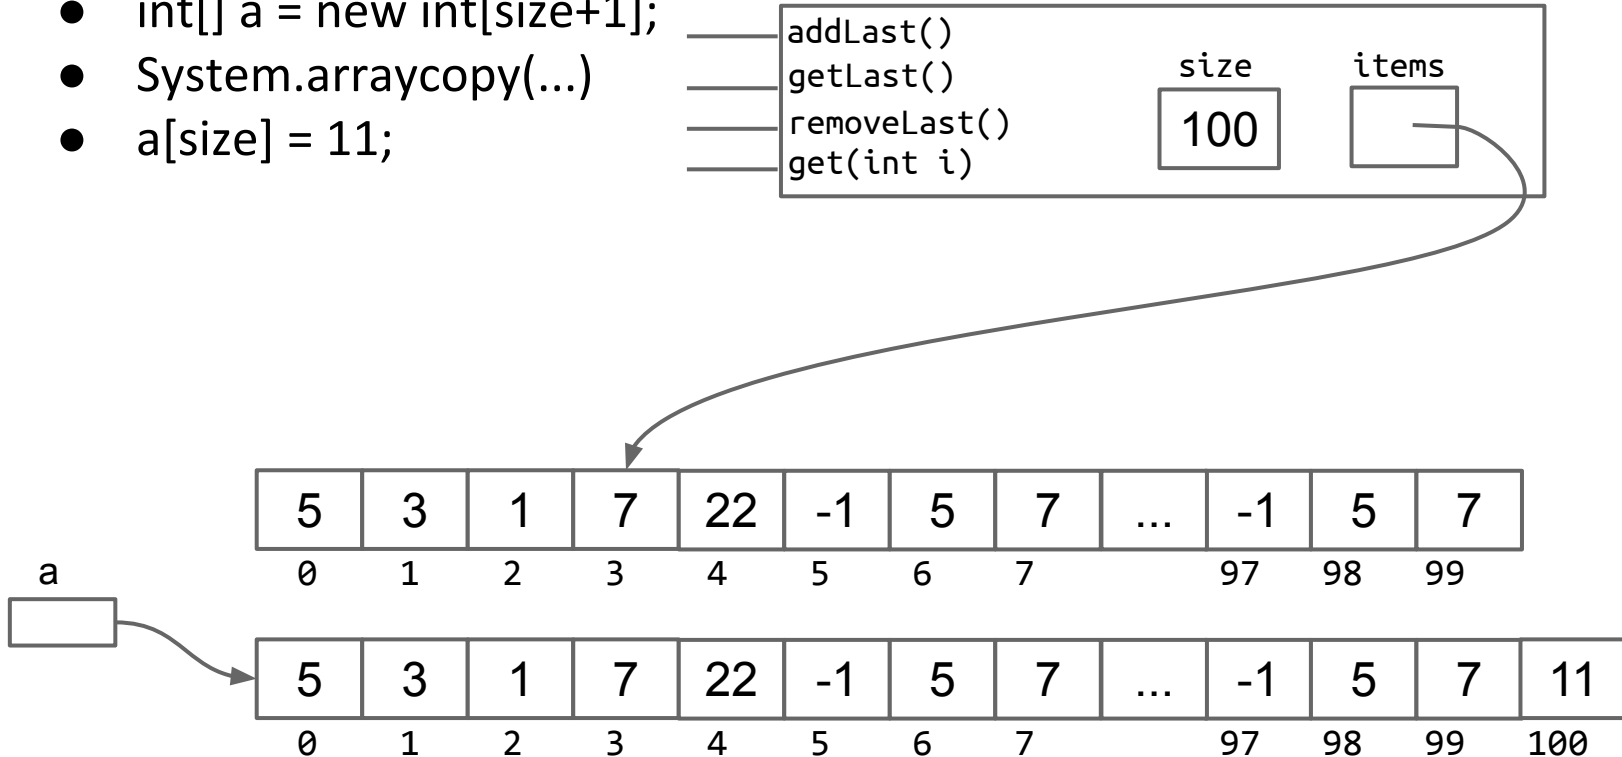 ● int[] a = new int[size+1];
● System.arraycopy(...)
● a[size] = 11;
addLast()
getLast()
removeLast()
get(int i)
size items
100
5 3 1 7 22 -1 5 7 ... -1 5 7
0 1 2 3 4 5 6 7 97 98 99
a
5 3 1 7 22 -1 5 7 ... -1 5 7 11
0 1 2 3 4 5 6 7 97 98 99 100